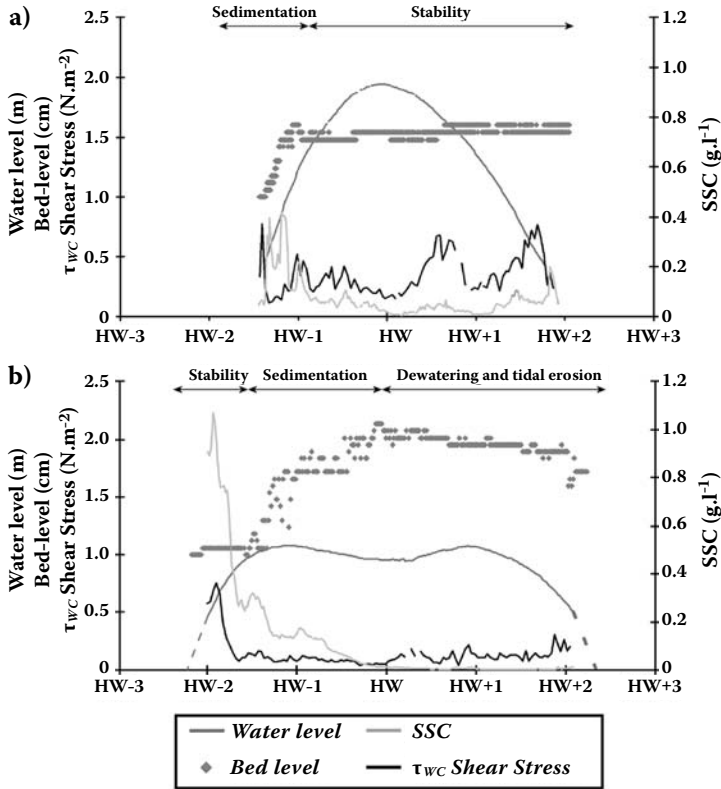 a)
Sedimentation Stability
Water level (m)
Bed-level (cm)
τWC Shear Stress (N.m-2)
2.5
2.0
1.5
1.0
0.5
0
SSC (g.l-1)
1.2
1
0.8
0.6
0.4
0.2
0
HW-3 HW-2 HW-1 HW HW+1 HW+2 HW+3
b)
Stability Sedimentation Dewatering and tidal erosion
Water level (m)
Bed-level (cm)
τWC Shear Stress (N.m-2)
2.5
2.0
1.5
1.0
0.5
0
SSC (g.l-1)
1.2
1.0
0.8
0.6
0.4
0.2
0
HW-3 HW-2 HW-1 HW HW+1 HW+2 HW+3
Water level SSC
Bed level τWC Shear Stress